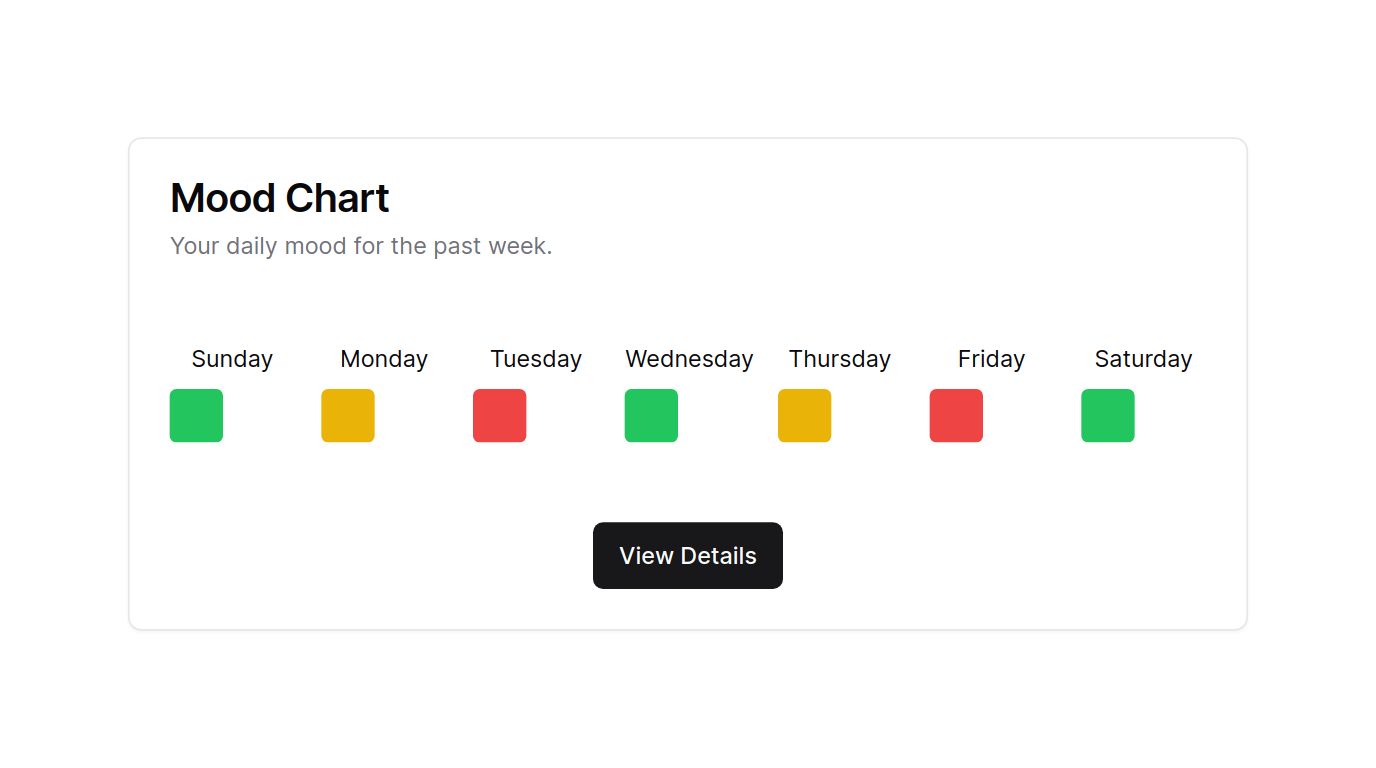 Mood Chart
Your daily mood for the past week.
Sunday Monday Tuesday Wednesday Thursday Friday Saturday
View Details